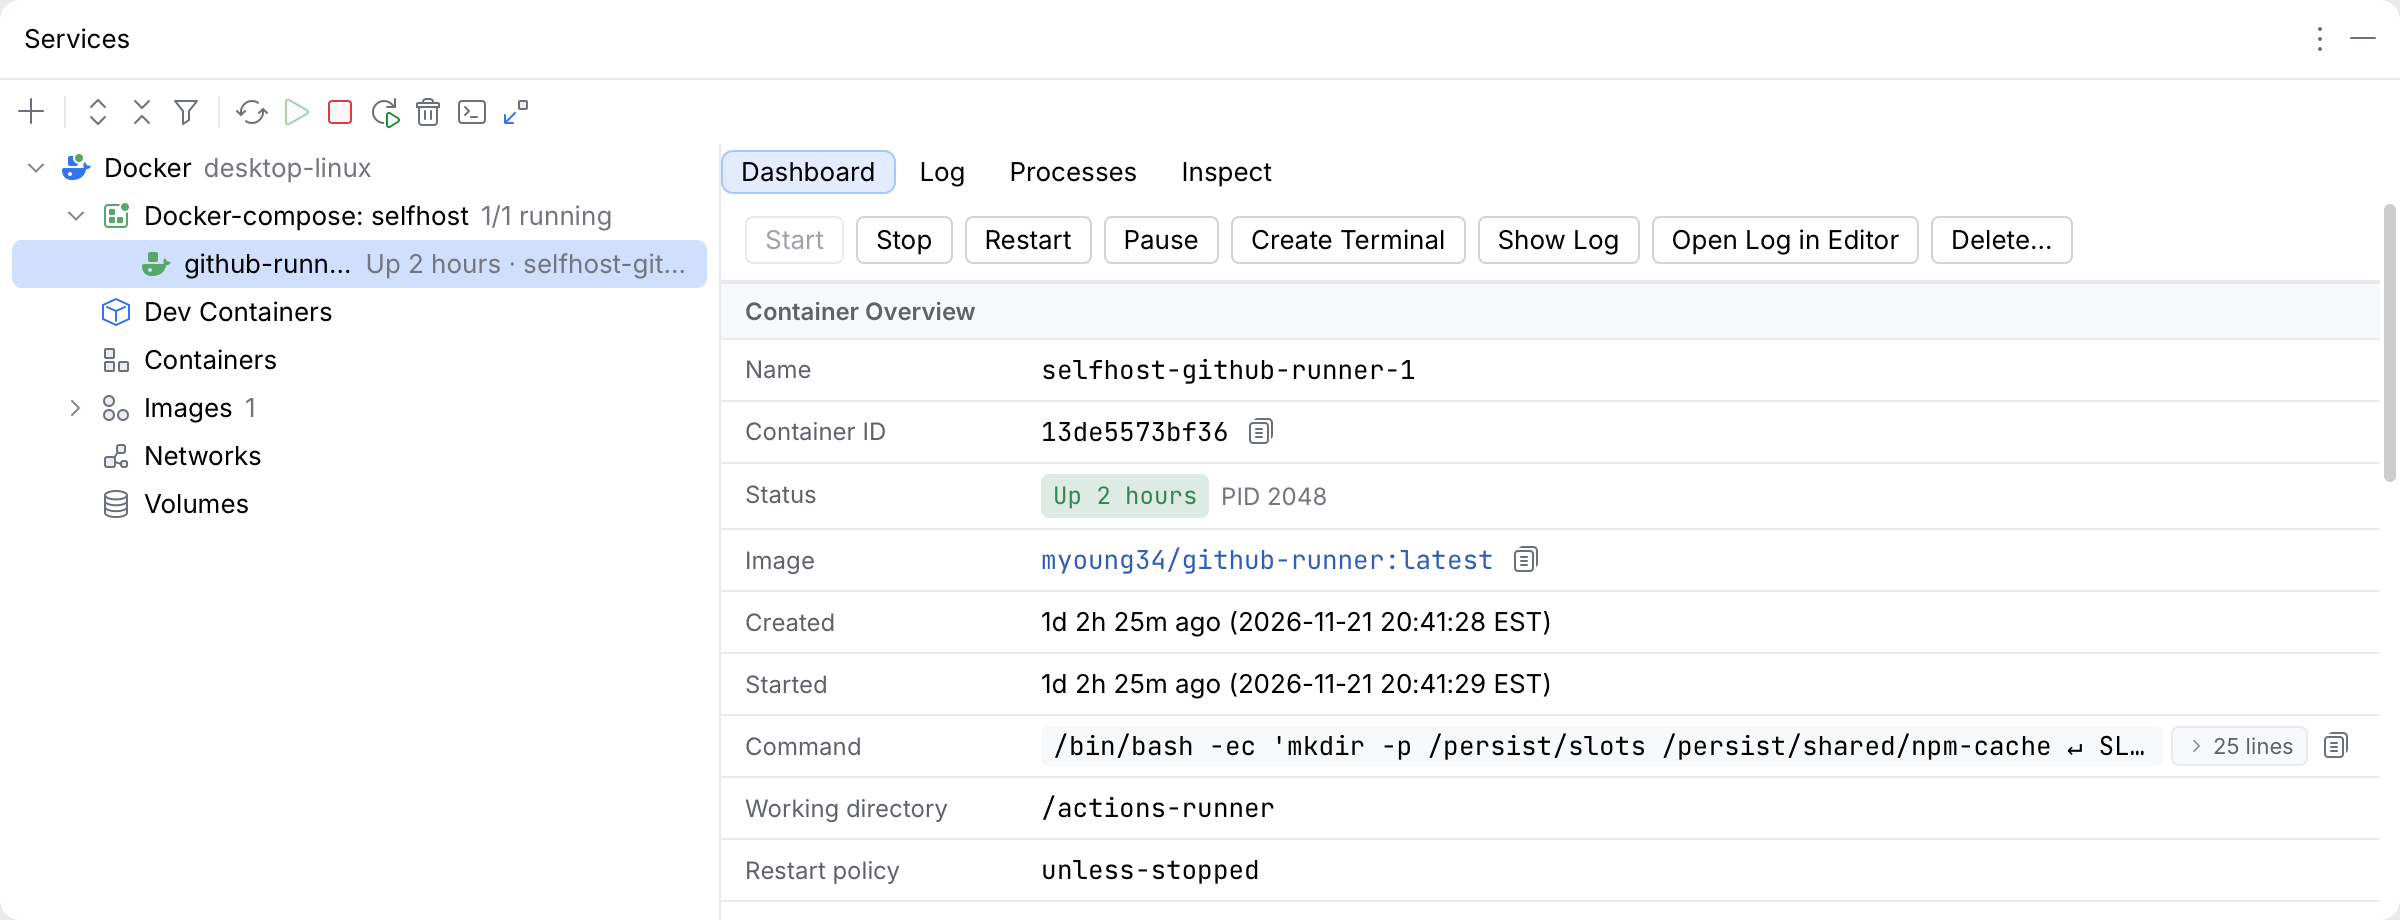 Services
Docker desktop-linux
Docker-compose: selfhost 1/1 running
github-runn... Up 2 hours · selfhost-git...
Dev Containers
Containers
Images 1
Networks
Volumes
Dashboard Log Processes Inspect
Start Stop Restart Pause Create Terminal Show Log Open Log in Editor Delete...
Container Overview
Name selfhost-github-runner-1
Container ID 13de5573bf36
Status Up 2 hours PID 2048
Image myoung34/github-runner:latest
Created 1d 2h 25m ago (2026-11-21 20:41:28 EST)
Started 1d 2h 25m ago (2026-11-21 20:41:29 EST)
Command /bin/bash -ec 'mkdir -p /persist/slots /persist/shared/npm-cache ↵ SL… 25 lines
Working directory /actions-runner
Restart policy unless-stopped